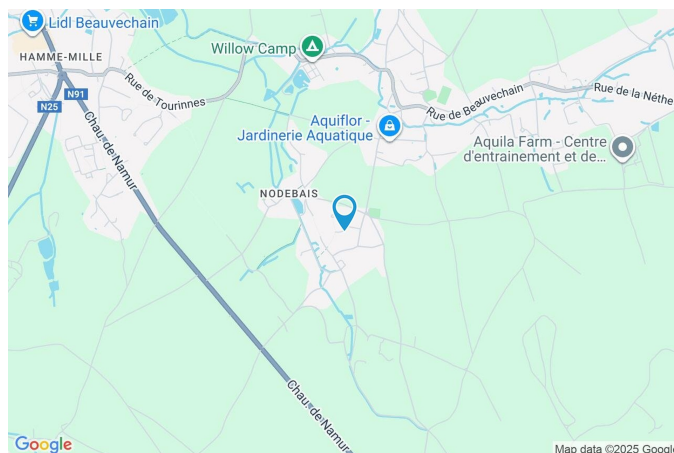 Lidl Beauvechain
HAMME-MILLE
Willow Camp
Rue de Tourinnes
N91
N25
Rue de Beauvechain
Rue de la Néthe
Aquiflor -
Jardinerie Aquatique
Chau. de Namur
Aquila Farm - Centre
d'entrainement et de...
NODEBAIS
Chau. de Namur
Google
Map data ©2025 Google